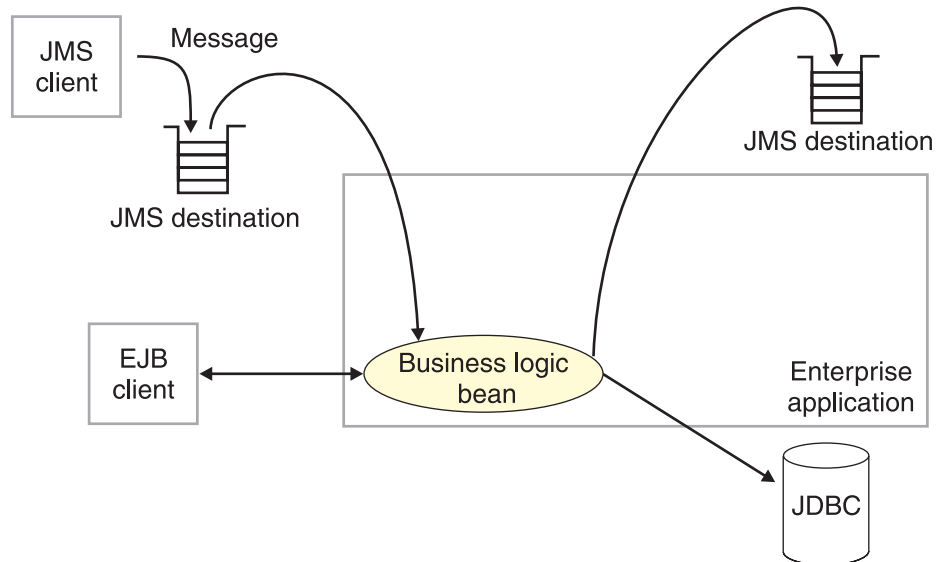 JMS
client
Message
JMS destination
JMS destination
EJB
client
Business logic
bean
Enterprise
application
JDBC